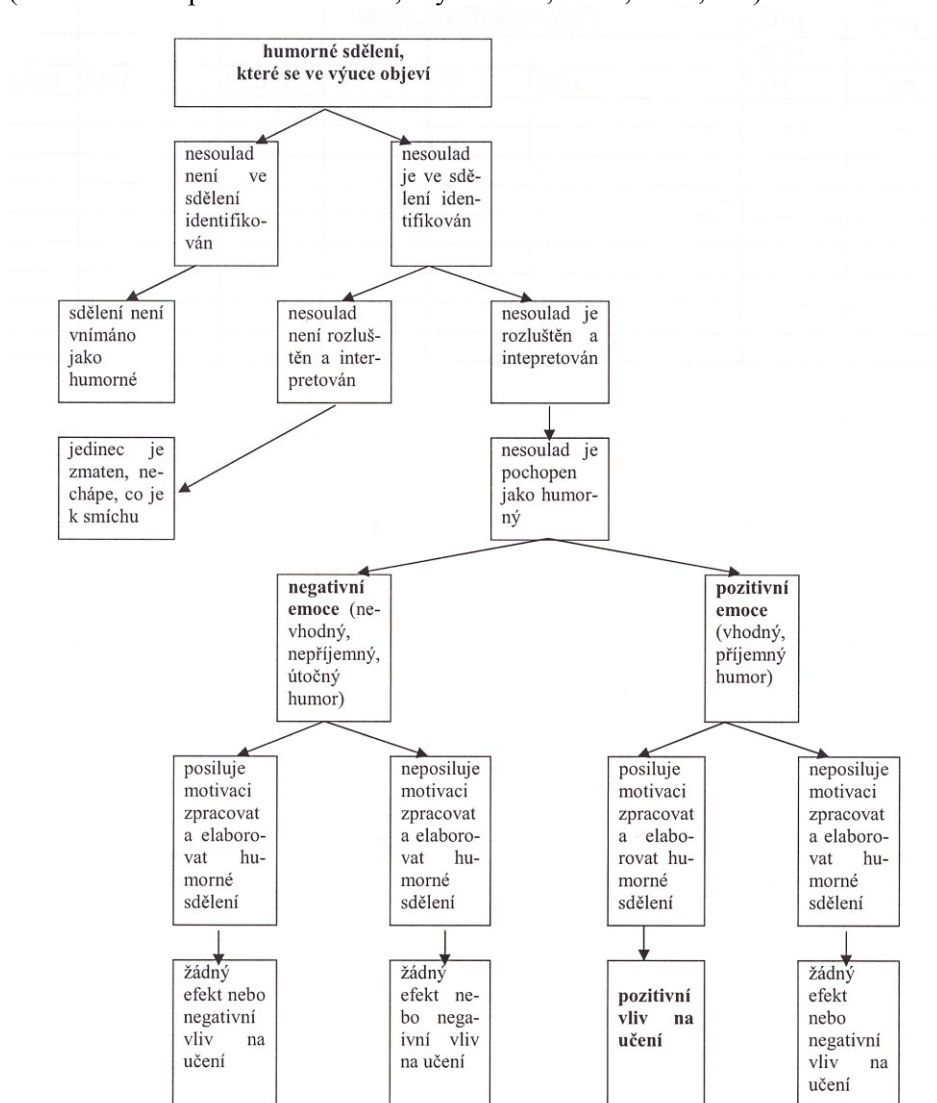 humorné sdělení,
které se ve výuce objeví
nesoulad
není ve
sdělení
identifiko-
ván
nesoulad
je ve sdě-
lení iden-
tifikován
sdělení není
vnímáno
jako
humorné
nesoulad
není rozluš-
těn a inter-
pretován
nesoulad je
rozluštěn a
intepretován
jedinec je
zmaten, ne-
chápe, co je
k smíchu
nesoulad je
pochopen
jako humor-
ný
negativní
emoce (ne-
vhodný,
nepříjemný,
útočný
humor)
pozitivní
emoce
(vhodný,
příjemný
humor)
posiluje
motivaci
zpracovat
a elaboro-
vat hu-
morné
sdělení
neposiluje
motivaci
zpracovat
a elaboro-
vat hu-
morné
sdělení
posiluje
motivaci
zpracovat
a elabo-
rovat hu-
morné
sdělení
neposiluje
motivaci
zpracovat
a elaboro-
vat hu-
morné
sdělení
žádný
efekt nebo
negativní
vliv na
učení
žádný
efekt ne-
bo nega-
ivní vliv
na učení
pozitivní
vliv na
učení
žádný
efekt
nebo
negativní
vliv na
učení